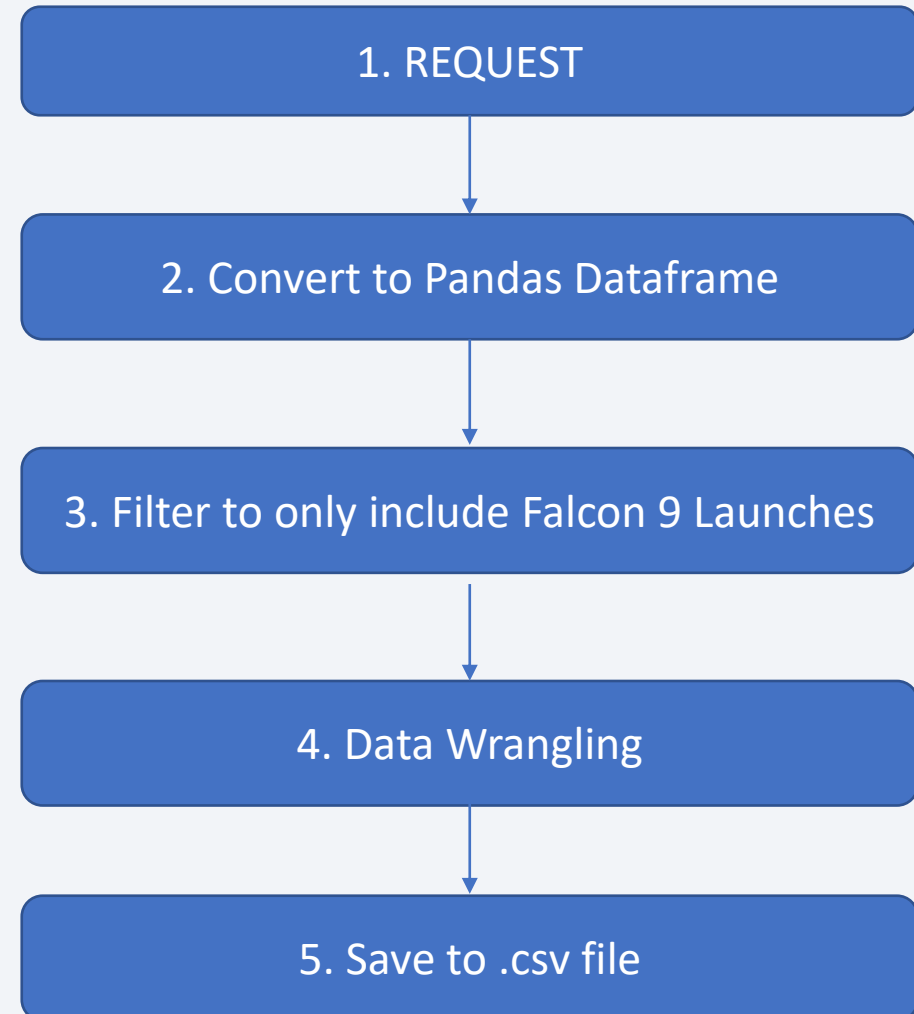 1. REQUEST
2. Convert to Pandas Dataframe
3. Filter to only include Falcon 9 Launches
4. Data Wrangling
5. Save to .csv file